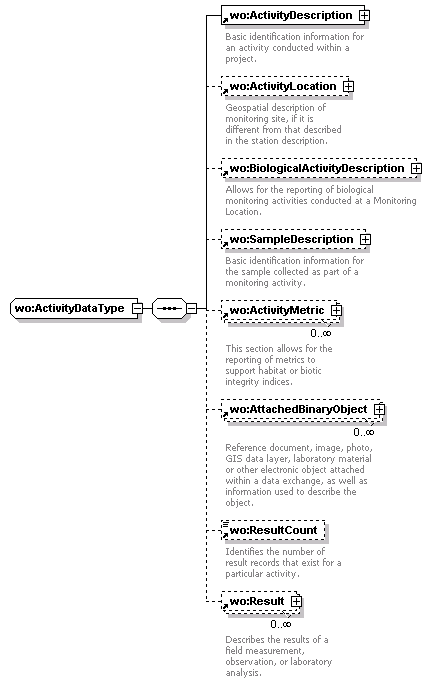 wo:ActivityDescription
Basic identification information for
an activity conducted within a
project.
wo:ActivityLocation
Geospatial description of
monitoring site, if it is
different from that described
in the station description.
wo:BiologicalActivityDescription
Allows for the reporting of biological
monitoring activities conducted at a Monitoring
Location.
wo:SampleDescription
Basic identification information for
the sample collected as part of a
monitoring activity.
wo:ActivityDataType
wo:ActivityMetric
0..∞
This section allows for the
reporting of metrics to
support habitat or biotic
integrity indices.
wo:AttachedBinaryObject
0..∞
Reference document, image, photo,
GIS data layer, laboratory material
or other electronic object attached
within a data exchange, as well as
information used to describe the
object.
wo:ResultCount
Identifies the number of
result records that exist for a
particular activity.
wo:Result
0..∞
Describes the results of a
field measurement,
observation, or laboratory
analysis.